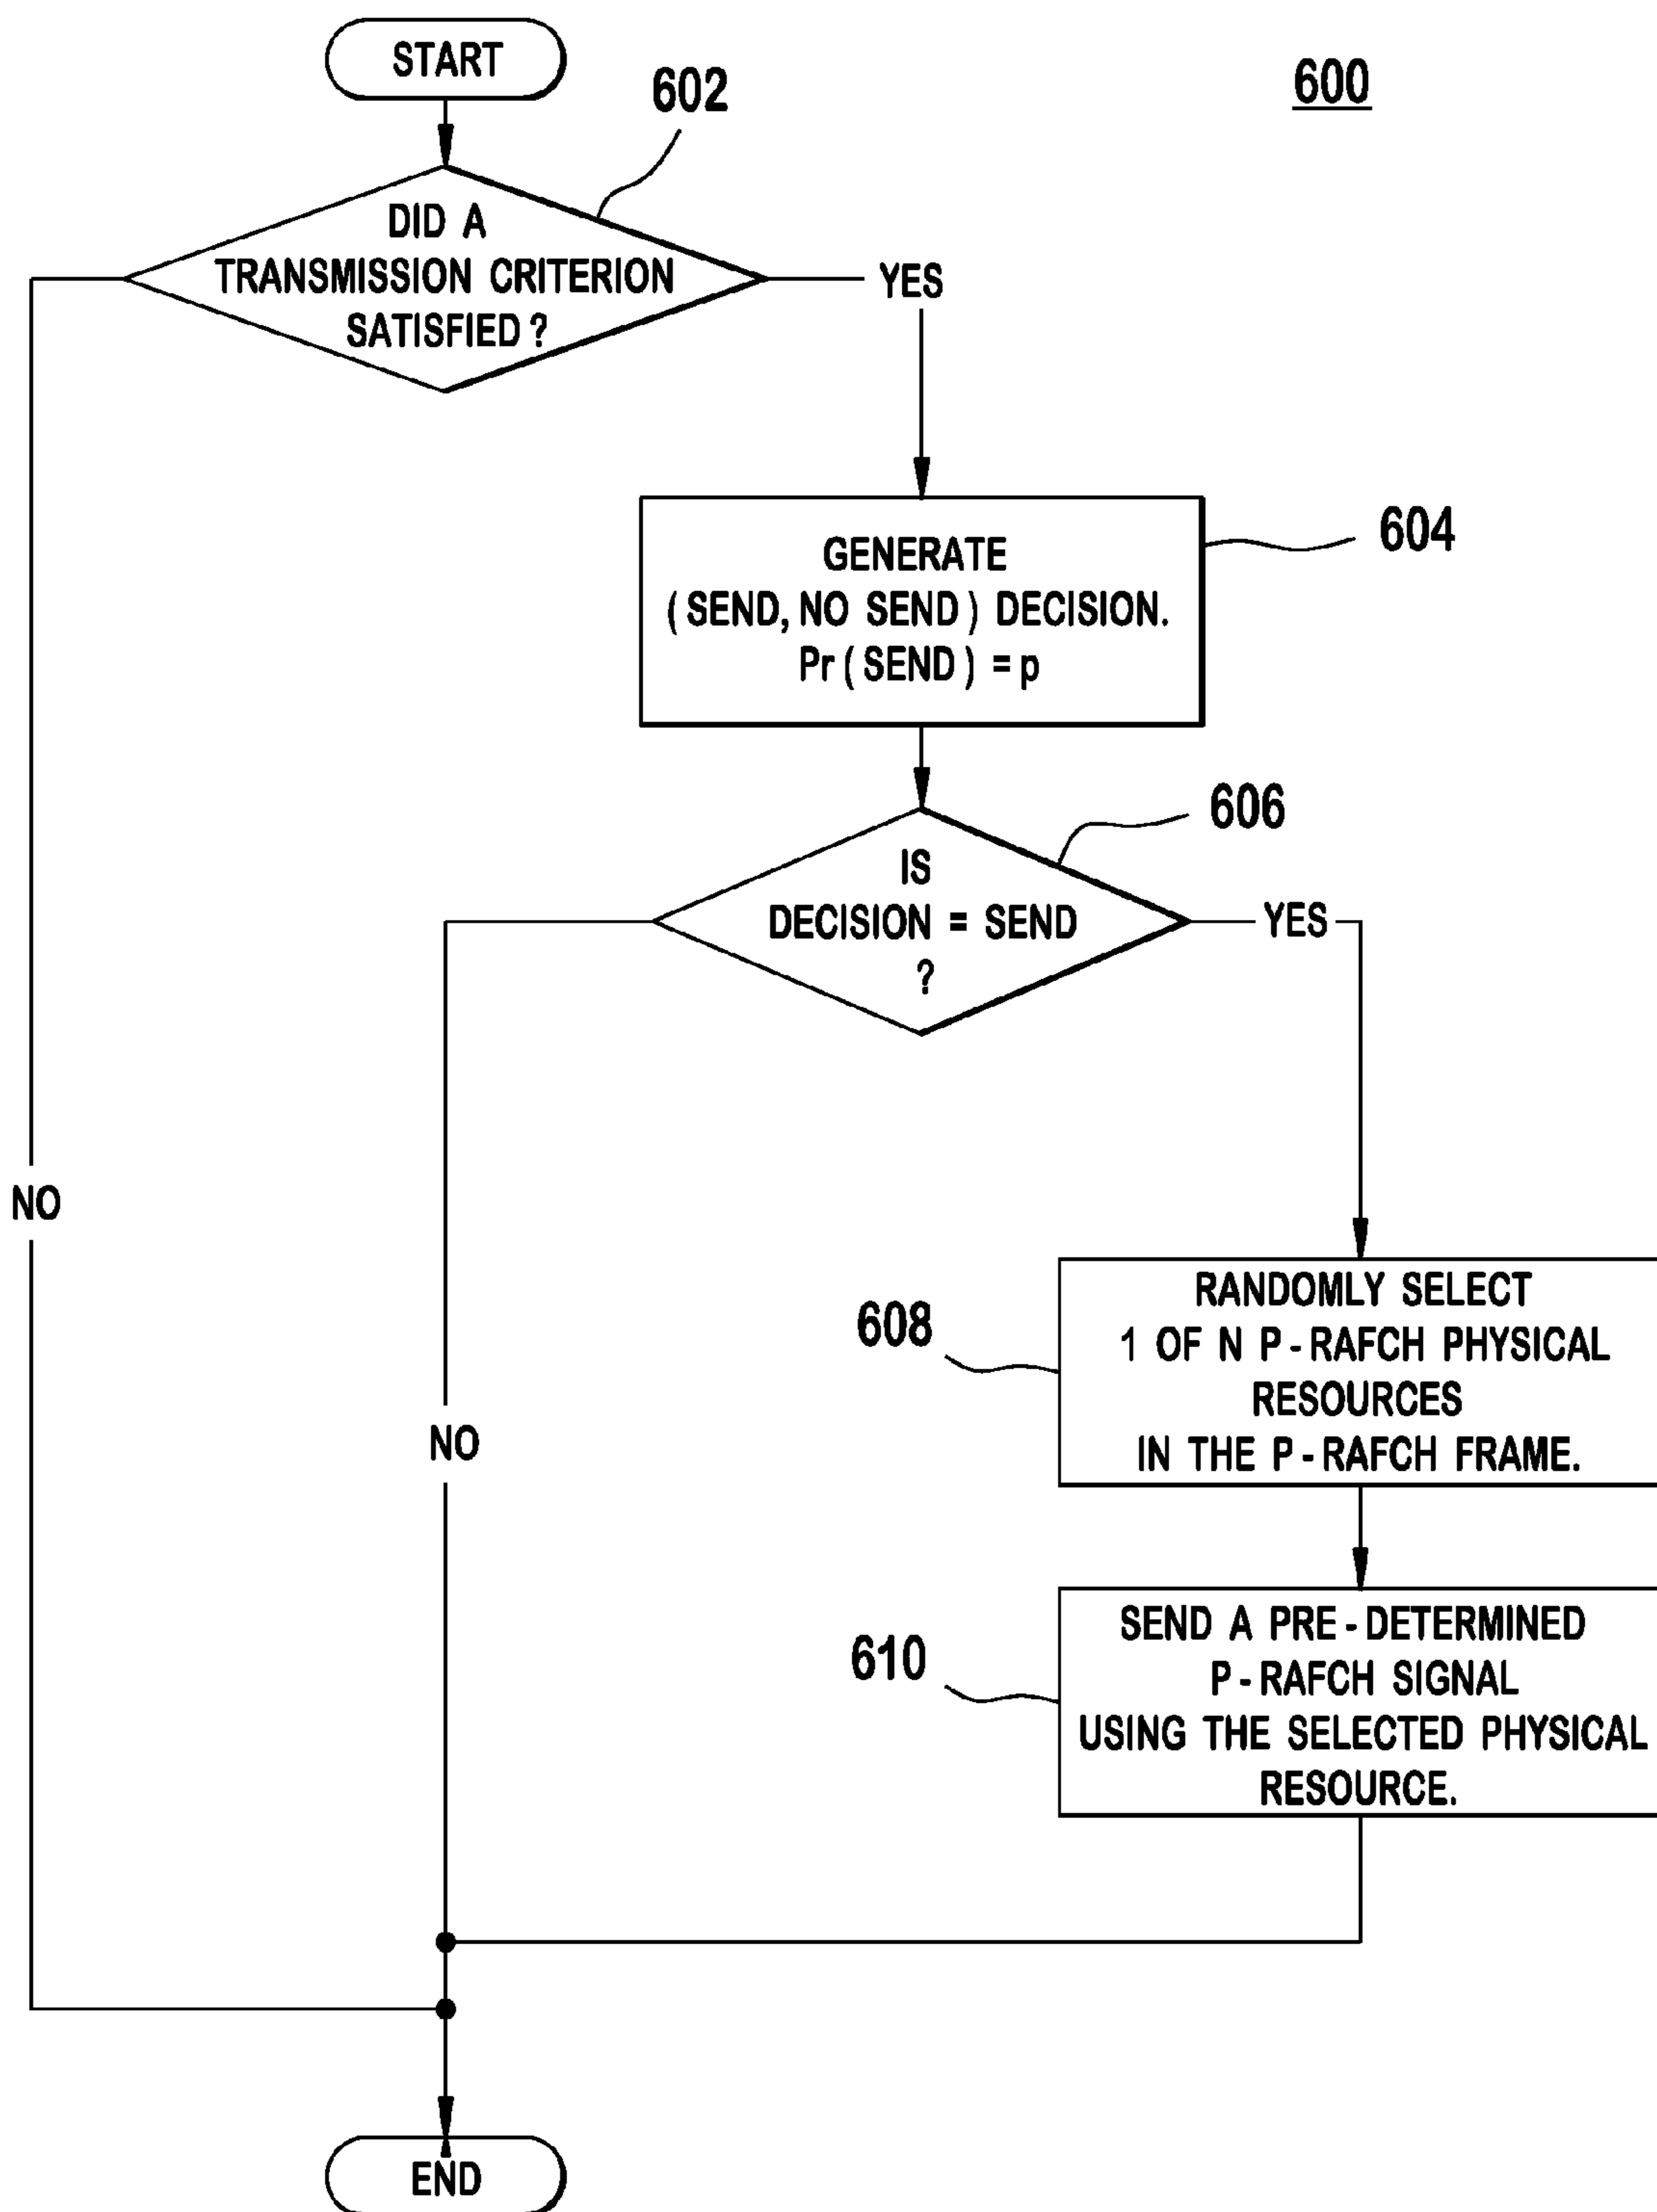 START
602
600
DID A
TRANSMISSION CRITERION
SATISFIED?
YES
GENERATE
(SEND, NO SEND) DECISION.
Pr(SEND) = p
604
606
IS
DECISION = SEND
?
YES
NO
NO
608
RANDOMLY SELECT
1 OF N P-RAFCH PHYSICAL
RESOURCES
IN THE P-RAFCH FRAME.
610
SEND A PRE-DETERMINED
P-RAFCH SIGNAL
USING THE SELECTED PHYSICAL
RESOURCE.
END